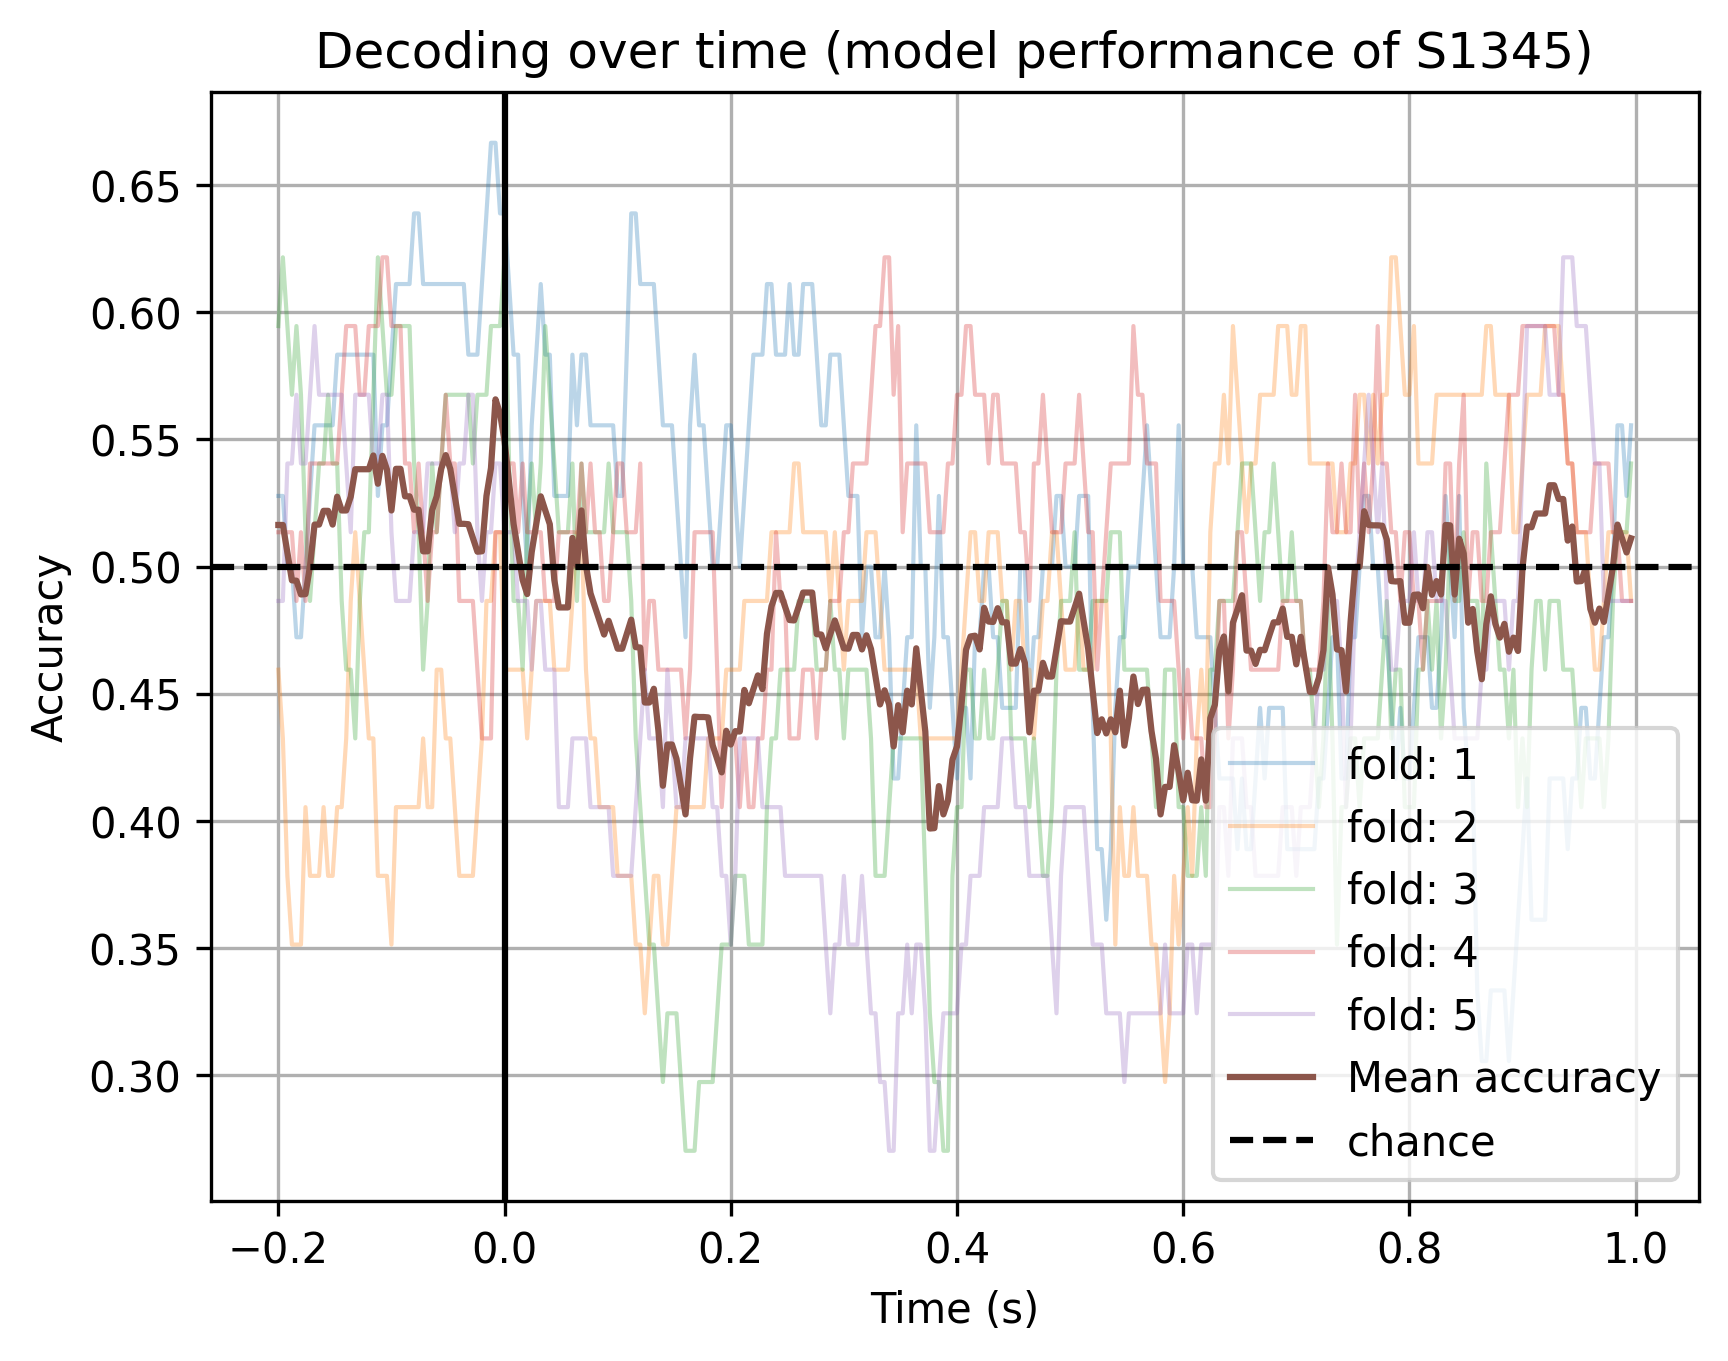 Decoding over time (model performance of S1345)
Accuracy
0.65
0.60
0.55
0.50
0.45
0.40
0.35
0.30
−0.2 0.0 0.2 0.4 0.6 0.8 1.0
Time (s)
fold: 1
fold: 2
fold: 3
fold: 4
fold: 5
Mean accuracy
chance